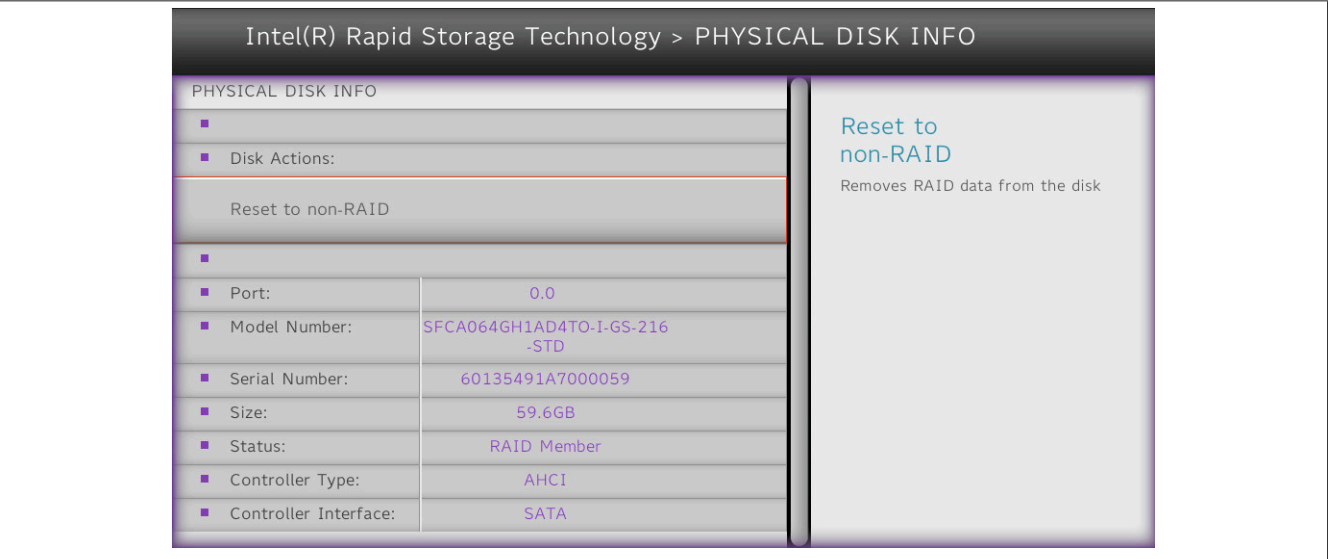 Intel(R) Rapid Storage Technology > PHYSICAL DISK INFO
PHYSICAL DISK INFO
Disk Actions:
Reset to non-RAID
Port: 0.0
Model Number: SFCA064GH1AD4TO-I-GS-216
-STD
Serial Number: 60135491A7000059
Size: 59.6GB
Status: RAID Member
Controller Type: AHCI
Controller Interface: SATA
Reset to
non-RAID
Removes RAID data from the disk